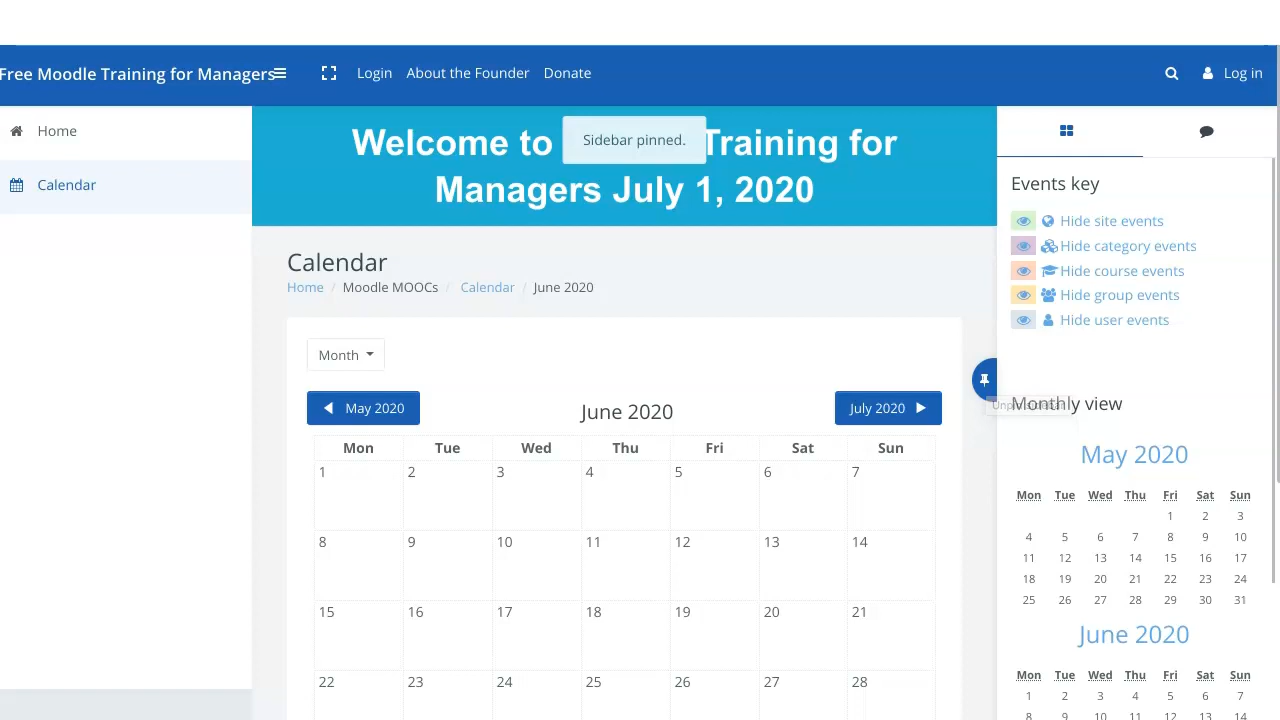 Free Moodle Training for Managers
Login About the Founder Donate
Log in
Home
Calendar
Welcome to Training for
Managers July 1, 2020
Sidebar pinned.
Calendar
Home / Moodle MOOCs / Calendar / June 2020
Month
May 2020
June 2020
July 2020
Mon Tue Wed Thu Fri Sat Sun
1 2 3 4 5 6 7
8 9 10 11 12 13 14
15 16 17 18 19 20 21
22 23 24 25 26 27 28
Events key
Hide site events
Hide category events
Hide course events
Hide group events
Hide user events
Monthly view
May 2020
Mon Tue Wed Thu Fri Sat Sun
1 2 3
4 5 6 7 8 9 10
11 12 13 14 15 16 17
18 19 20 21 22 23 24
25 26 27 28 29 30 31
June 2020
Mon Tue Wed Thu Fri Sat Sun
1 2 3 4 5 6 7
8 9 10 11 12 13 14